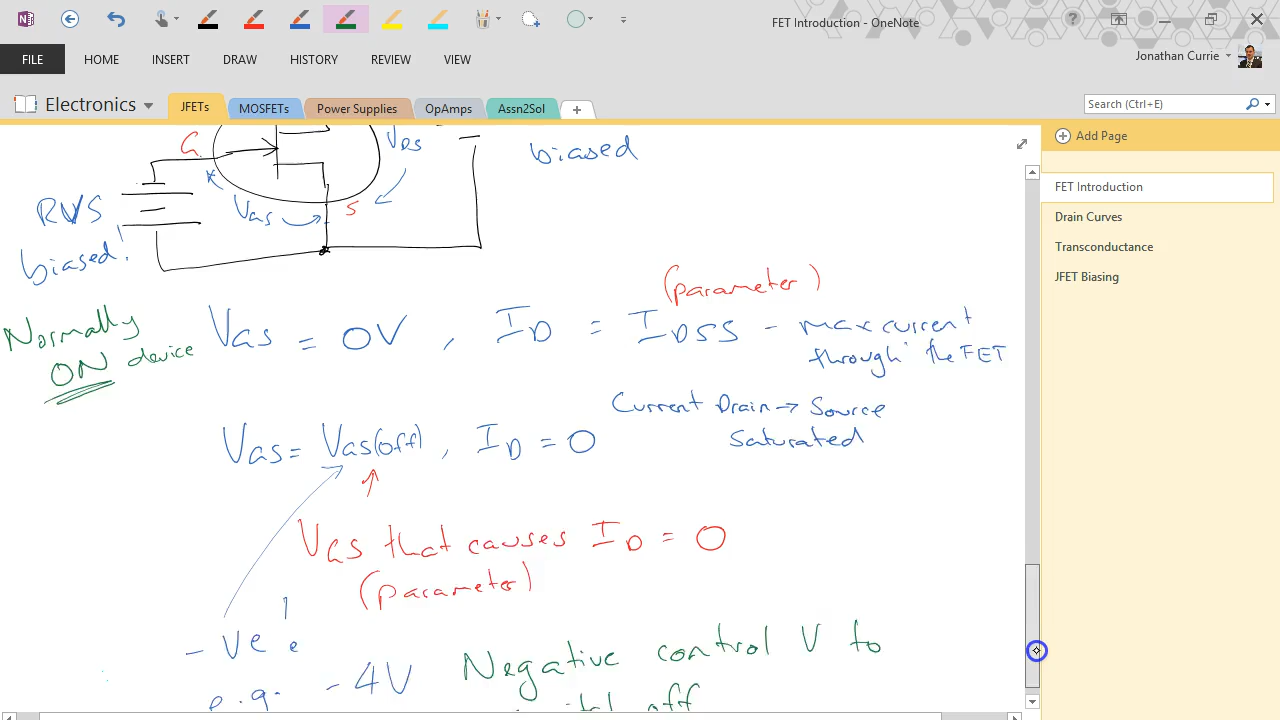 FET Introduction - OneNote
FILE HOME INSERT DRAW HISTORY REVIEW VIEW
Jonathan Currie
Electronics JFETs MOSFETs Power Supplies OpAmps Assn2Sol
Search (Ctrl+E)
Add Page
FET Introduction
Drain Curves
Transconductance
JFET Biasing
G
VDS
biased
RVS
biased!
VGS
S
(parameter)
Normally
ON device
VGS = 0V, ID = IDSS - max current
through the FET
Current Drain → Source
Saturated
VGS = VGS(off), ID = 0
VGS that causes ID = 0
(parameter)
-ve
e.g. -4V
Negative control V to
off